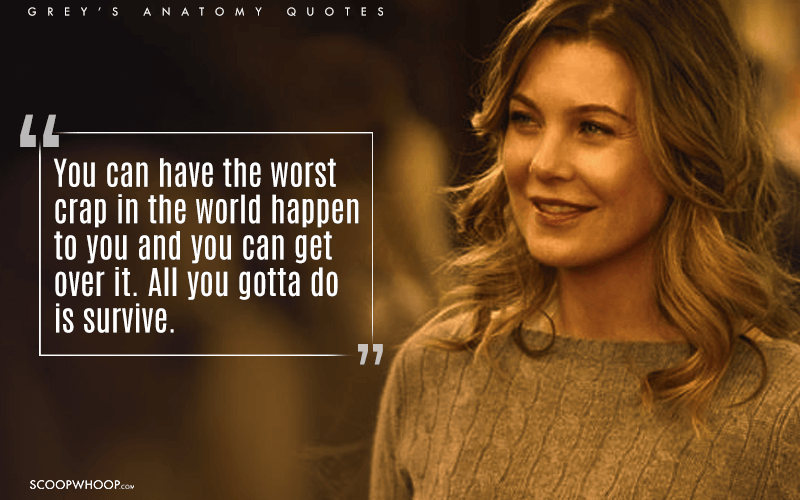 GREY'S ANATOMY QUOTES
“
You can have the worst
crap in the world happen
to you and you can get
over it. All you gotta do
is survive.
”
SCOOPWHOOP.COM